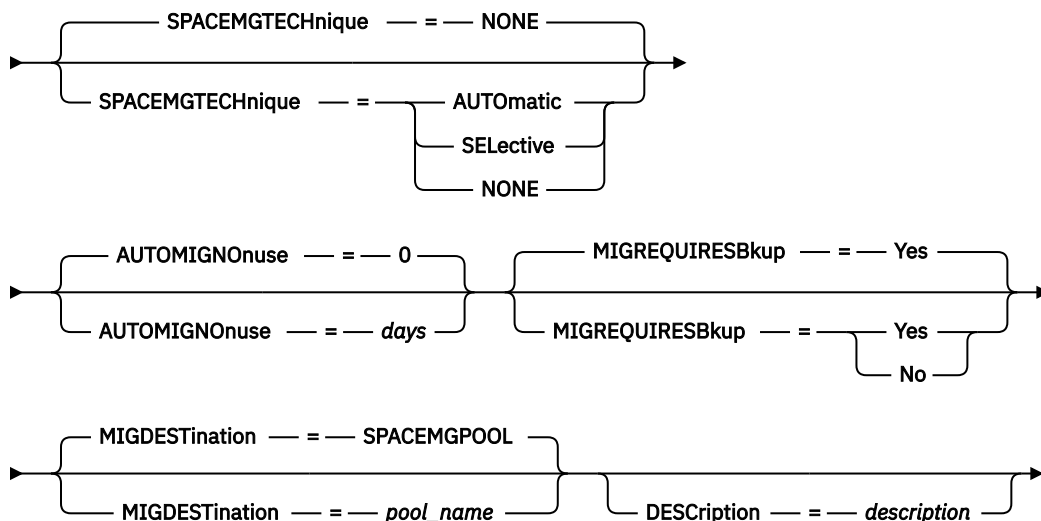 SPACEMGTECHnique = NONE
SPACEMGTECHnique = AUTOmatic
SELective
NONE
AUTOMIGNOnuse = 0
AUTOMIGNOnuse = days
MIGREQUIRESBkup = Yes
MIGREQUIRESBkup = Yes
No
MIGDESTination = SPACEMGPOOL
MIGDESTination = pool_name
DESCription = description